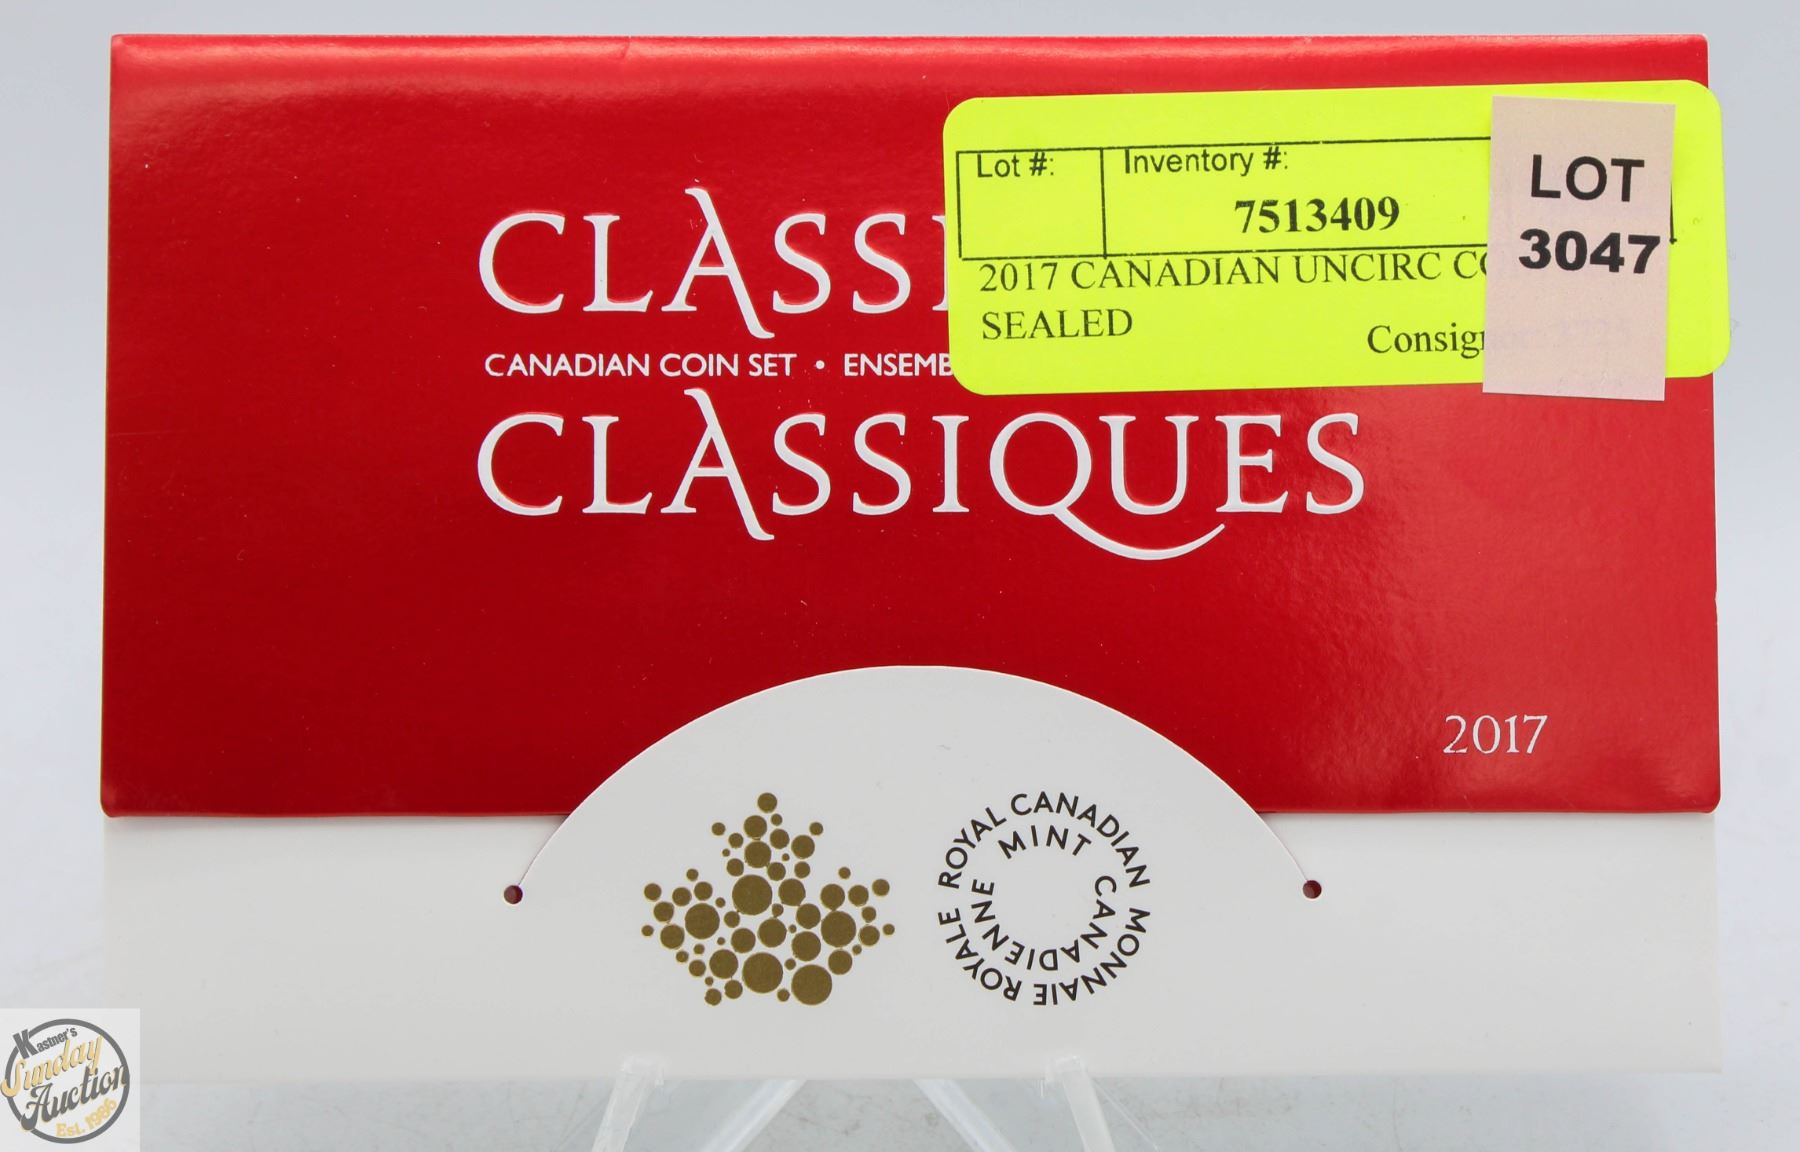 CLASSI
CANADIAN COIN SET • ENSEMB
CLASSIQUES
2017
Lot #:
Inventory #:
7513409
2017 CANADIAN UNCIRC CO
SEALED
Consignor: 
LOT
3047
ROYAL CANADIAN MINT
MONNAIE ROYALE CANADIENNE
Kastner's
Sunday
Auction
Est. 1986